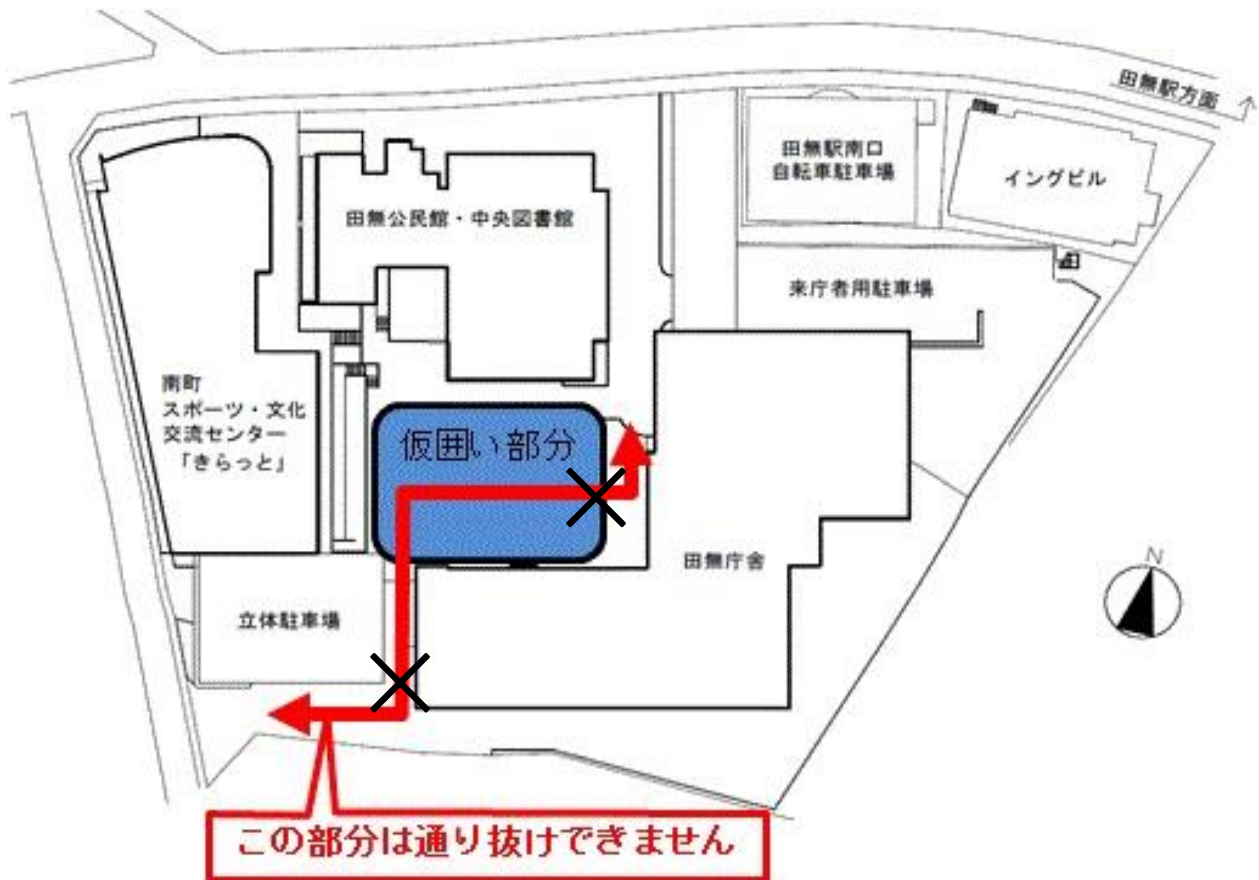 田無駅方面
田無駅南口
自転車駐車場
イングビル
田無公民館・中央図書館
来庁者用駐車場
南町
スポーツ・文化
交流センター
「きらっと」
仮囲い部分
田無庁舎
N
立体駐車場
この部分は通り抜けできません